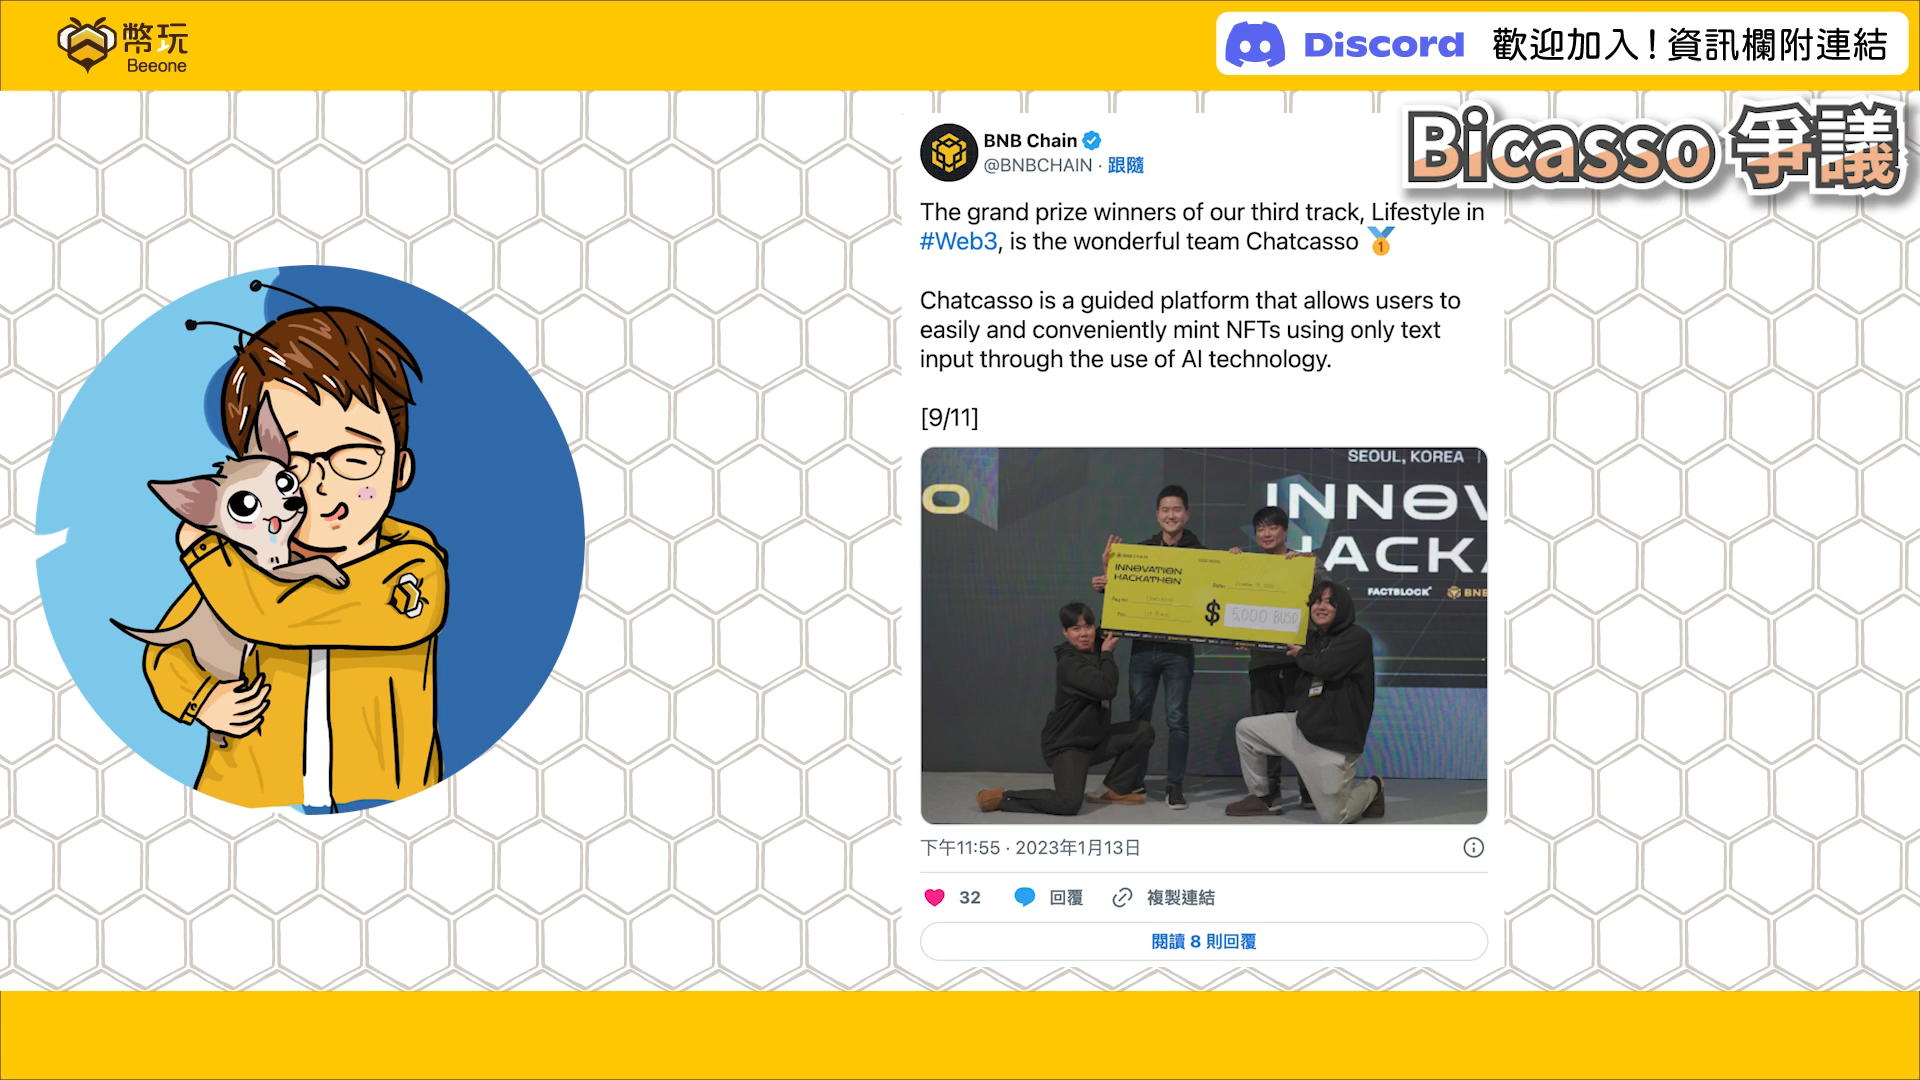 幣玩
Beeone
Discord 歡迎加入！資訊欄附連結
Bicasso 爭議
BNB Chain
@BNBCHAIN · 跟隨
The grand prize winners of our third track, Lifestyle in
#Web3, is the wonderful team Chatcasso 🥇
Chatcasso is a guided platform that allows users to
easily and conveniently mint NFTs using only text
input through the use of AI technology.
[9/11]
SEOUL, KOREA
O
INNOV
HACK
FACTBLOCK
BNB
BNB CHAIN
INNOVATION
HACKATHON
Date:
$ 5,000 BUSD
下午11:55 · 2023年1月13日
32 回覆 複製連結
閱讀 8 則回覆